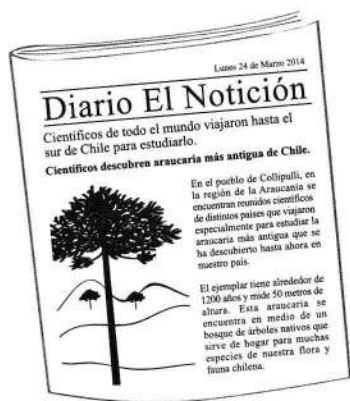 Lunes 24 de Marzo 2014
Diario El Notición
Científicos de todo el mundo viajaron hasta el
sur de Chile para estudiarlo.
Científicos descubren araucaria más antigua de Chile.
En el pueblo de Collipulli, en
la región de la Araucanía se
encuentran reunidos científicos
de distintos países que viajaron
especialmente para estudiar la
araucaria más antigua que se
ha descubierto hasta ahora en
nuestro país.
El ejemplar tiene alrededor de
1200 años y mide 50 metros de
altura. Esta araucaria se
encuentra en medio de un
bosque de árboles nativos que
sirve de hogar para muchas
especies de nuestra flora y
fauna chilena.